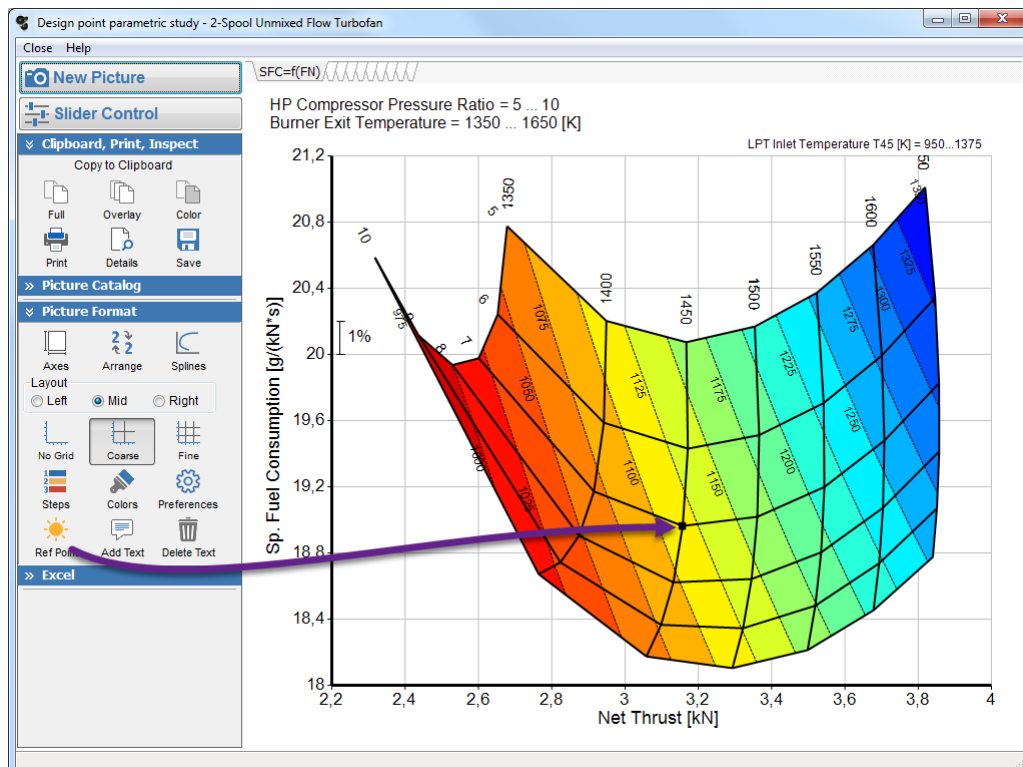 Design point parametric study - 2-Spool Unmixed Flow Turbofan
Close Help
New Picture
Slider Control
Clipboard, Print, Inspect
Copy to Clipboard
Full Overlay Color
Print Details Save
Picture Catalog
Picture Format
Axes Arrange Splines
Layout
Left Mid Right
No Grid Coarse Fine
Steps Colors Preferences
Add Text Delete Text
Excel
SFC=f(FN)
HP Compressor Pressure Ratio = 5 ... 10
Burner Exit Temperature = 1350 ... 1650 [K]
LPT Inlet Temperature T45 [K] = 950...1375
Sp. Fuel Consumption [g/(kN*s)]
21,2
20,8
20,4
20
19,6
19,2
18,8
18,4
18
1%
10
8
7
6
5
1350
1400
1450
1500
1550
1600
50
975
1000
1025
1050
1075
1100
1125
1150
1175
1200
1225
1250
1275
1300
1325
2,2 2,4 2,6 2,8 3 3,2 3,4 3,6 3,8 4
Net Thrust [kN]